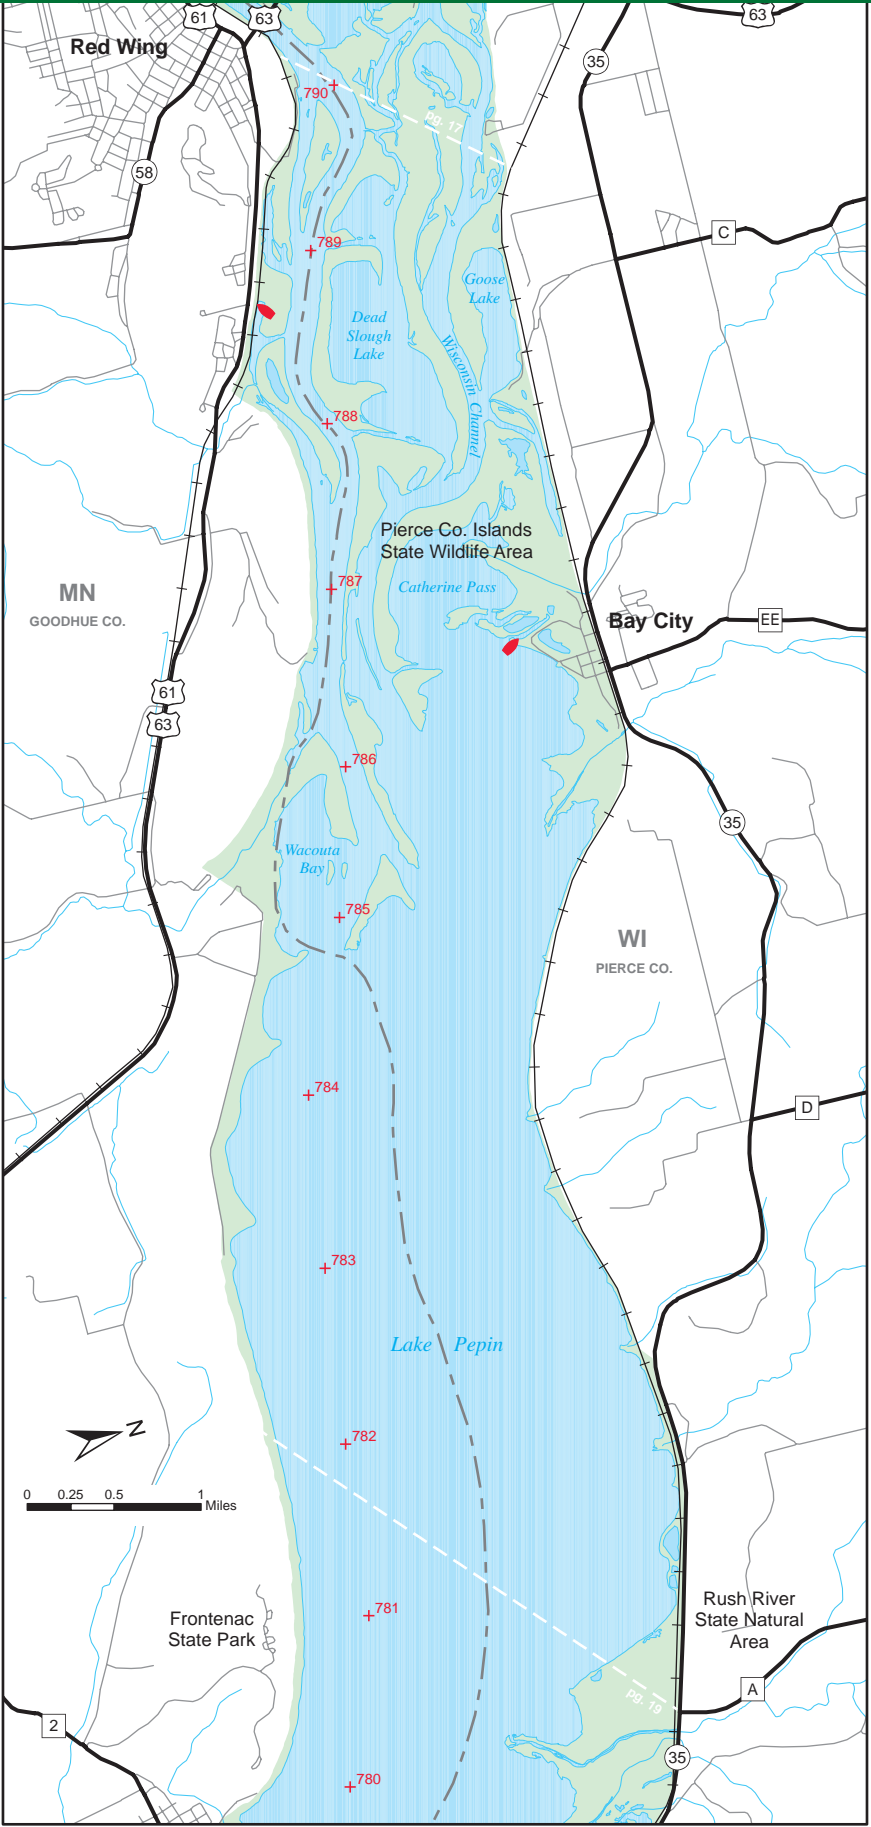 61
63
63
Red Wing
35
790
pg. 17
58
C
789
Goose
Lake
Dead
Slough
Lake
Wisconsin Channel
788
Pierce Co. Islands
State Wildlife Area
787
Catherine Pass
MN
GOODHUE CO.
Bay City
EE
61
63
786
35
Wacouta
Bay
785
WI
PIERCE CO.
784
D
783
Lake Pepin
782
N
0 0.25 0.5 1
Miles
781
Frontenac
State Park
Rush River
State Natural
Area
A
pg. 19
2
35
780